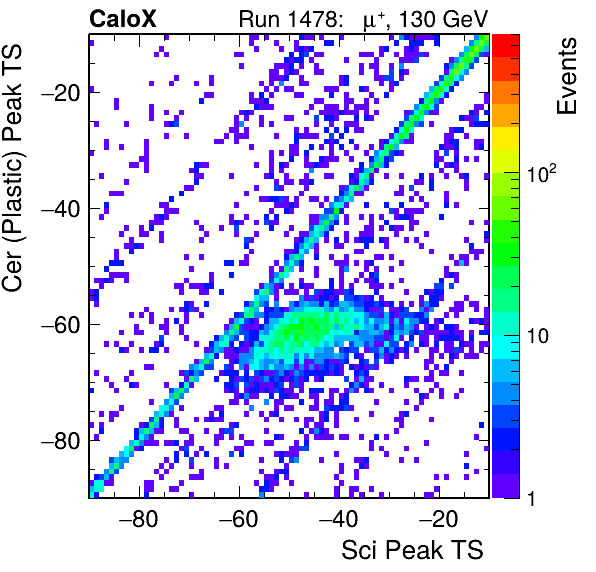 CaloX Run 1478: μ⁺, 130 GeV
Events
Cer (Plastic) Peak TS
−20
−40
−60
−80
10²
10
1
−80 −60 −40 −20
Sci Peak TS